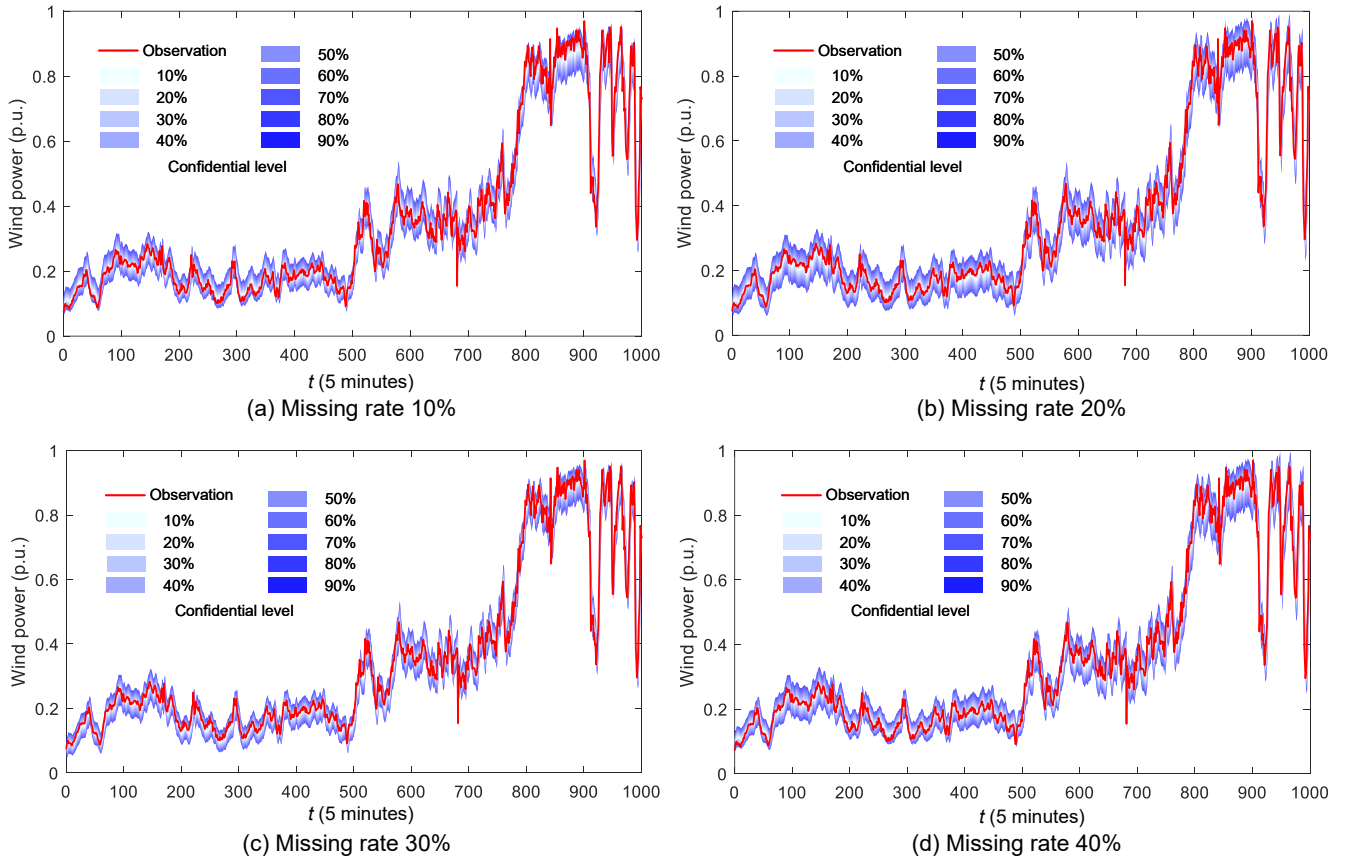 1
0.8
0.6
0.4
0.2
0
Wind power (p.u.)
Observation
10%
20%
30%
40%
50%
60%
70%
80%
90%
Confidential level
0 100 200 300 400 500 600 700 800 900 1000
t (5 minutes)
(a) Missing rate 10%
1
0.8
0.6
0.4
0.2
0
Wind power (p.u.)
Observation
10%
20%
30%
40%
50%
60%
70%
80%
90%
Confidential level
0 100 200 300 400 500 600 700 800 900 1000
t (5 minutes)
(b) Missing rate 20%
1
0.8
0.6
0.4
0.2
0
Wind power (p.u.)
Observation
10%
20%
30%
40%
50%
60%
70%
80%
90%
Confidential level
0 100 200 300 400 500 600 700 800 900 1000
t (5 minutes)
(c) Missing rate 30%
1
0.8
0.6
0.4
0.2
0
Wind power (p.u.)
Observation
10%
20%
30%
40%
50%
60%
70%
80%
90%
Confidential level
0 100 200 300 400 500 600 700 800 900 1000
t (5 minutes)
(d) Missing rate 40%